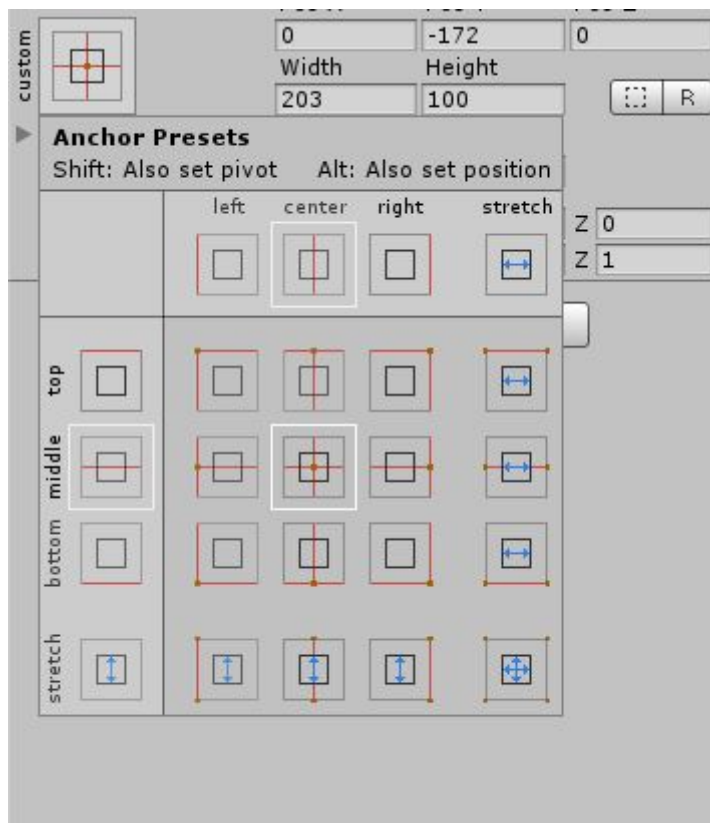 custom
0 -172 0
Width Height
203 100
R
Anchor Presets
Shift: Also set pivot Alt: Also set position
left center right stretch
Z 0
Z 1
top
middle
bottom
stretch